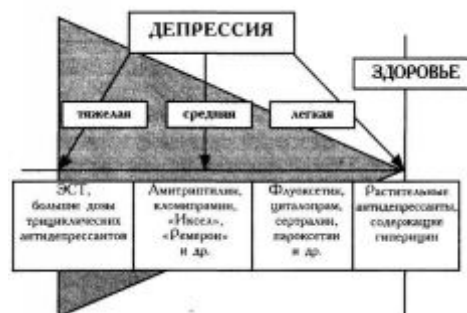 ДЕПРЕССИЯ
ЗДОРОВЬЕ
тяжелая
средняя
легкая
ЭСТ,
большие дозы
трициклических
антидепрессантов
Амитриптилин,
кломипрамин,
«Иксел»,
«Ремерон»
и др.
Флуоксетин,
циталопрам,
сертралин,
пароксетин
и др.
Растительные
антидепрессанты,
содержащие
гиперицин